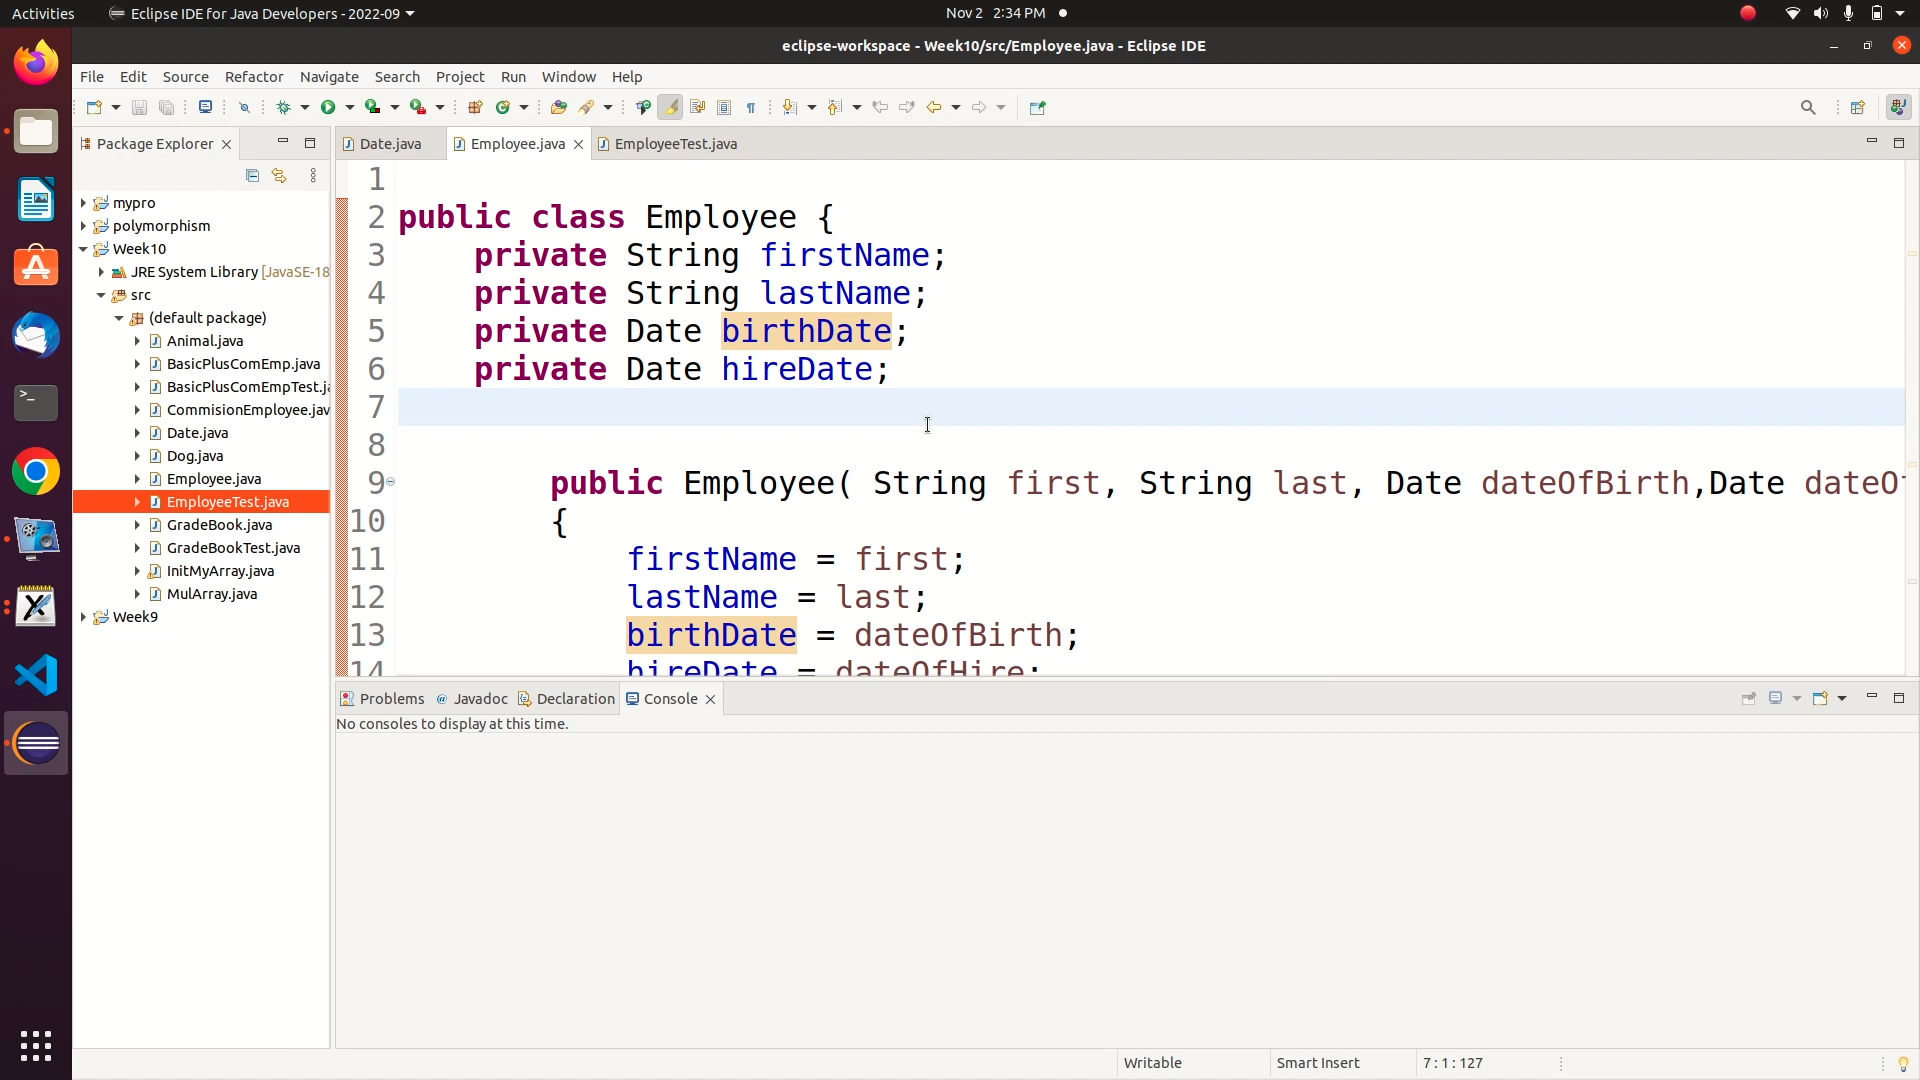 Activities
Eclipse IDE for Java Developers - 2022-09
Nov 2 2:34 PM
eclipse-workspace - Week10/src/Employee.java - Eclipse IDE
File Edit Source Refactor Navigate Search Project Run Window Help
Package Explorer
Date.java
Employee.java
EmployeeTest.java
mypro
polymorphism
Week10
JRE System Library [JavaSE-18
src
(default package)
Animal.java
BasicPlusComEmp.java
BasicPlusComEmpTest.ja
CommisionEmployee.jav
Date.java
Dog.java
Employee.java
EmployeeTest.java
GradeBook.java
GradeBookTest.java
InitMyArray.java
MulArray.java
Week9
1
2 public class Employee {
3 private String firstName;
4 private String lastName;
5 private Date birthDate;
6 private Date hireDate;
7
8
9 public Employee( String first, String last, Date dateOfBirth,Date dateO
10 {
11 firstName = first;
12 lastName = last;
13 birthDate = dateOfBirth;
14 hireDate = dateOfHire;
Problems
Javadoc
Declaration
Console
No consoles to display at this time.
Writable
Smart Insert
7 : 1 : 127